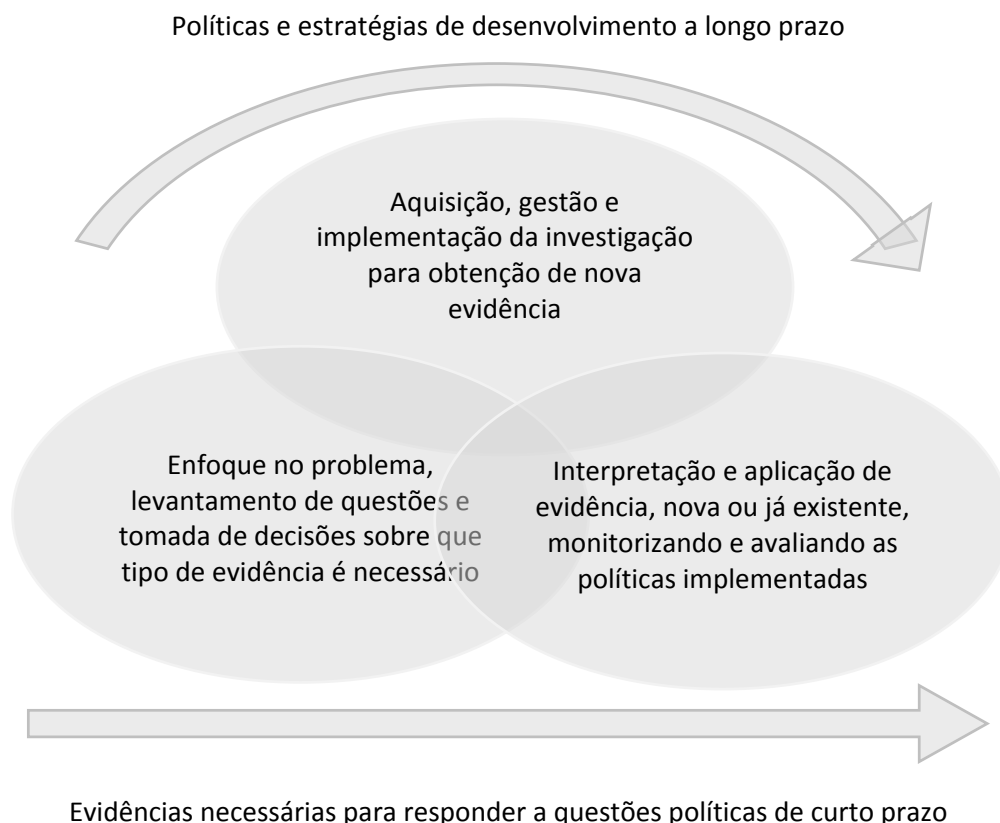 Políticas e estratégias de desenvolvimento a longo prazo
Aquisição, gestão e
implementação da investigação
para obtenção de nova
evidência
Enfoque no problema,
levantamento de questões e
tomada de decisões sobre que
tipo de evidência é necessário
Interpretação e aplicação de
evidência, nova ou já existente,
monitorizando e avaliando as
políticas implementadas
Evidências necessárias para responder a questões políticas de curto prazo